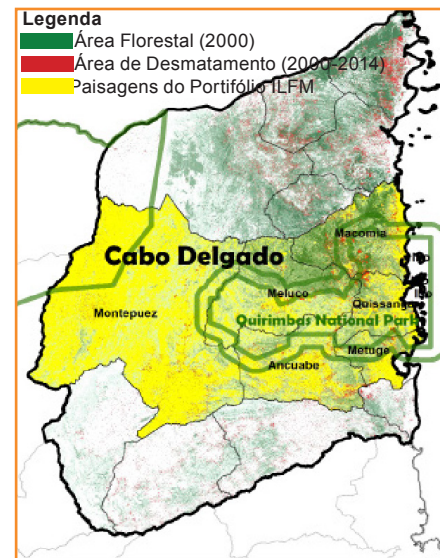 Legenda
Área Florestal (2000)
Área de Desmatamento (2000-2014)
Paisagens do Portifólio ILFM
Macomia
Cabo Delgado
Meluco
Quissanga
Montepuez
Quirimbas National Park
Metuge
Ancuabe